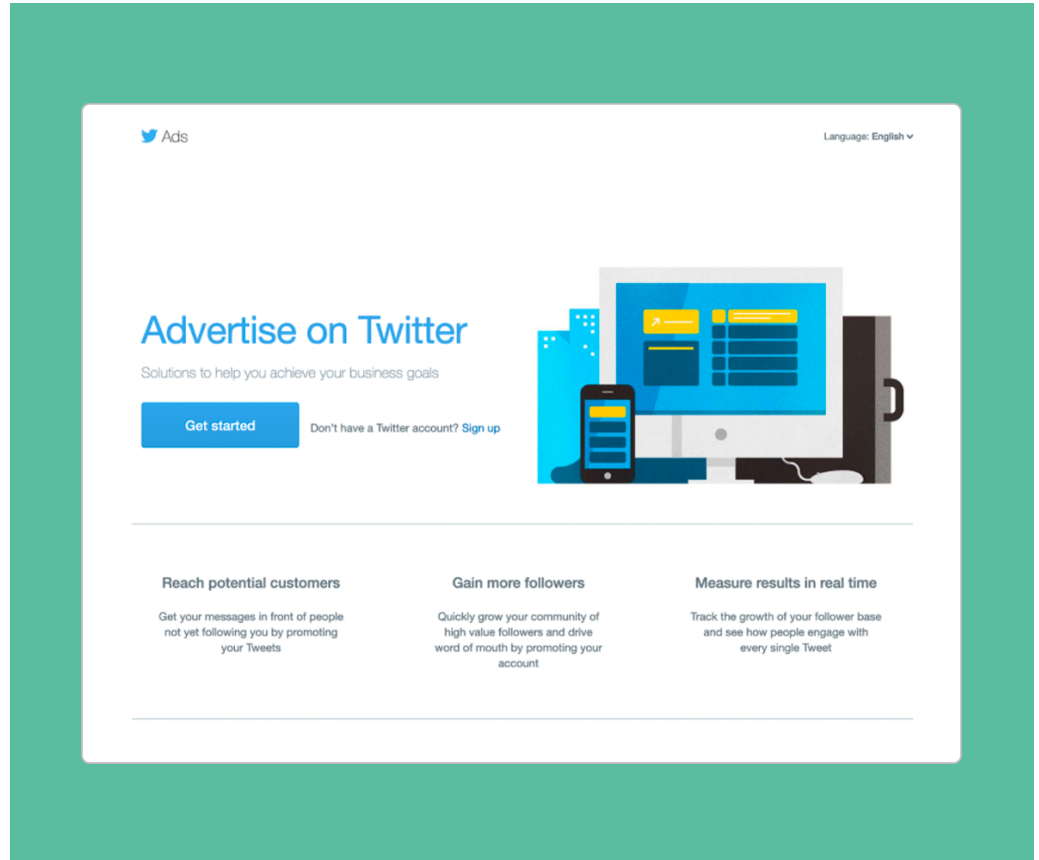 Ads
Language: English
Advertise on Twitter
Solutions to help you achieve your business goals
Get started
Don't have a Twitter account? Sign up
Reach potential customers
Get your messages in front of people
not yet following you by promoting
your Tweets
Gain more followers
Quickly grow your community of
high value followers and drive
word of mouth by promoting your
account
Measure results in real time
Track the growth of your follower base
and see how people engage with
every single Tweet